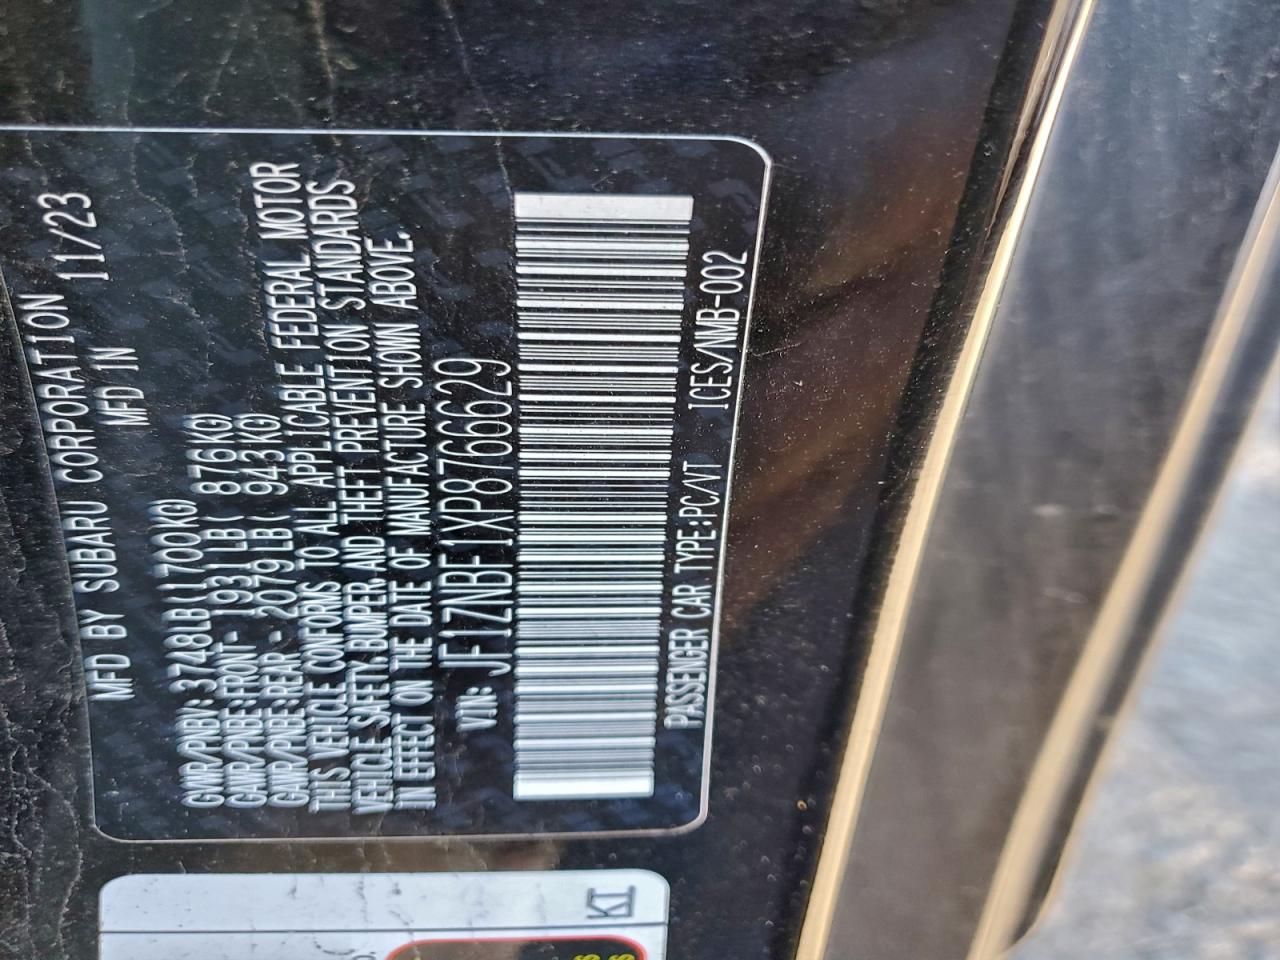 MFD BY SUBARU CORPORATION 11/23
MFD IN
GVWR/PNBV: 3748LB(1700KG)
GAWR/PNBE:FRONT- 1931LB( 876KG)
GAWR/PNBE:REAR - 2079LB( 943KG)
THIS VEHICLE CONFORMS TO ALL APPLICABLE FEDERAL MOTOR
VEHICLE SAFETY,BUMPER,AND THEFT PREVENTION STANDARDS
IN EFFECT ON THE DATE OF MANUFACTURE SHOWN ABOVE.
VIN: JF1ZNBF1XP8766629
PASSENGER CAR TYPE:PC/VT ICES/NMB-002
KI